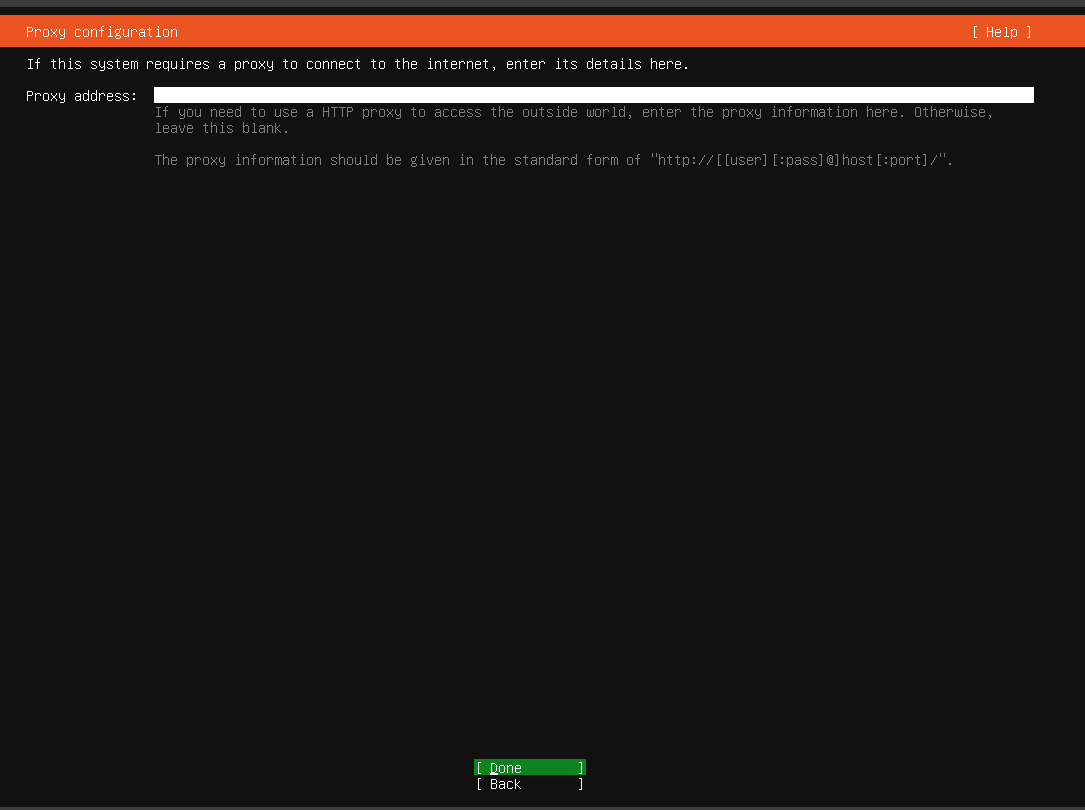 Proxy configuration [ Help ]
If this system requires a proxy to connect to the internet, enter its details here.
Proxy address:
If you need to use a HTTP proxy to access the outside world, enter the proxy information here. Otherwise,
leave this blank.
The proxy information should be given in the standard form of "http://[[user][:pass]@]host[:port]/".
[ Done ]
[ Back ]